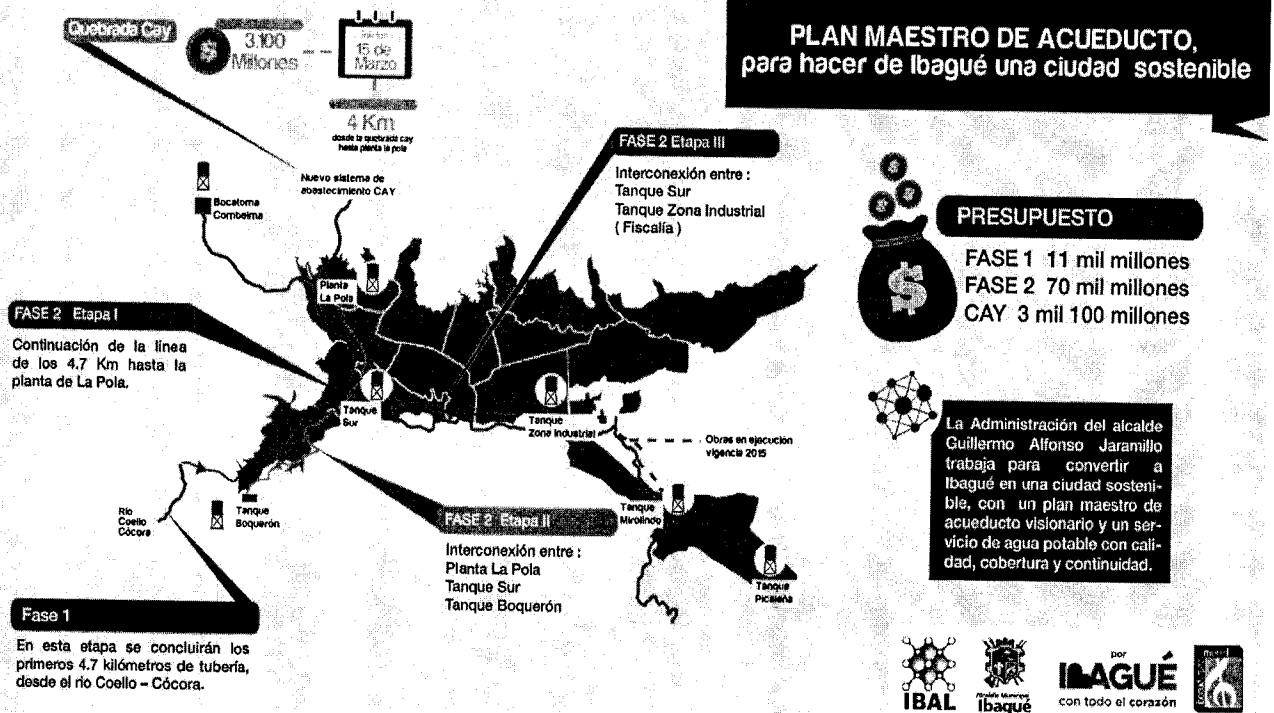 PLAN MAESTRO DE ACUEDUCTO,
para hacer de Ibagué una ciudad sostenible
Quebrada Cay
3.100
Millones
15 de
Marzo
4 Km
desde la quebrada cay
hasta planta la pola
Nuevo sistema de
abastecimiento CAY
Bocatoma
Combeima
Planta
La Pola
FASE 2 Etapa III
Interconexión entre :
Tanque Sur
Tanque Zona Industrial
( Fiscalía )
FASE 2 Etapa I
Continuación de la línea
de los 4.7 Km hasta la
planta de La Pola.
Tanque
Sur
Tanque
Zona Industrial
Obras en ejecución
vigencia 2015
Tanque
Mirolindo
Tanque
Picaleña
Río
Coello
Cócora
Tanque
Boquerón
FASE 2 Etapa II
Interconexión entre :
Planta La Pola
Tanque Sur
Tanque Boquerón
Fase 1
En esta etapa se concluirán los
primeros 4.7 kilómetros de tubería,
desde el río Coello – Cócora.
PRESUPUESTO
FASE 1 11 mil millones
FASE 2 70 mil millones
CAY 3 mil 100 millones
La Administración del alcalde
Guillermo Alfonso Jaramillo
trabaja para convertir a
Ibagué en una ciudad sosteni-
ble, con un plan maestro de
acueducto visionario y un ser-
vicio de agua potable con cali-
dad, cobertura y continuidad.
IBAL
Alcaldía Municipal
Ibagué
por
IBAGUÉ
con todo el corazón